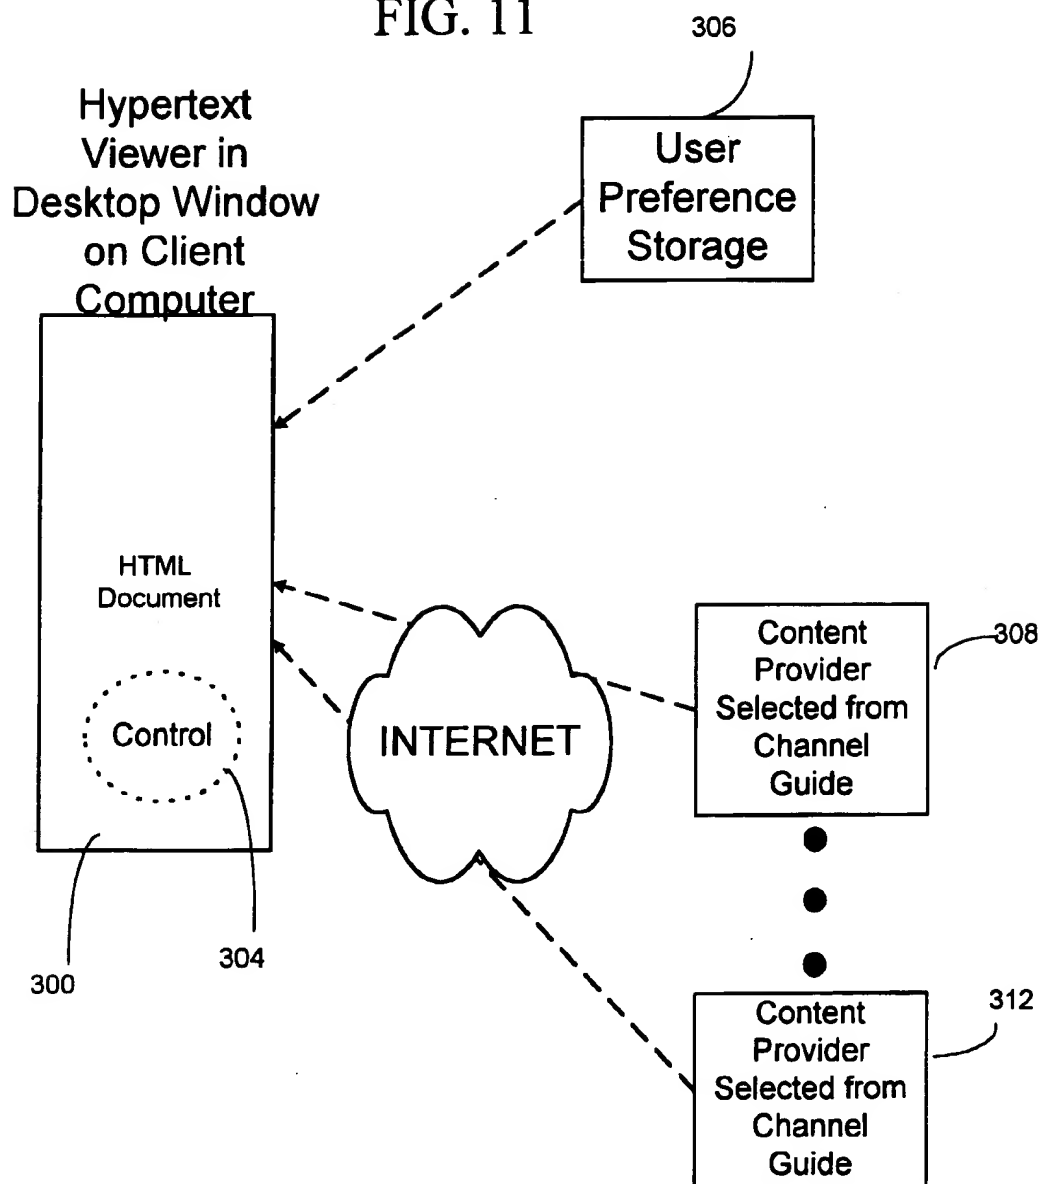 FIG. 11
306
Hypertext
Viewer in
Desktop Window
on Client
Computer
User
Preference
Storage
HTML
Document
Control
INTERNET
Content
Provider
Selected from
Channel
Guide
308
304
300
312
Content
Provider
Selected from
Channel
Guide